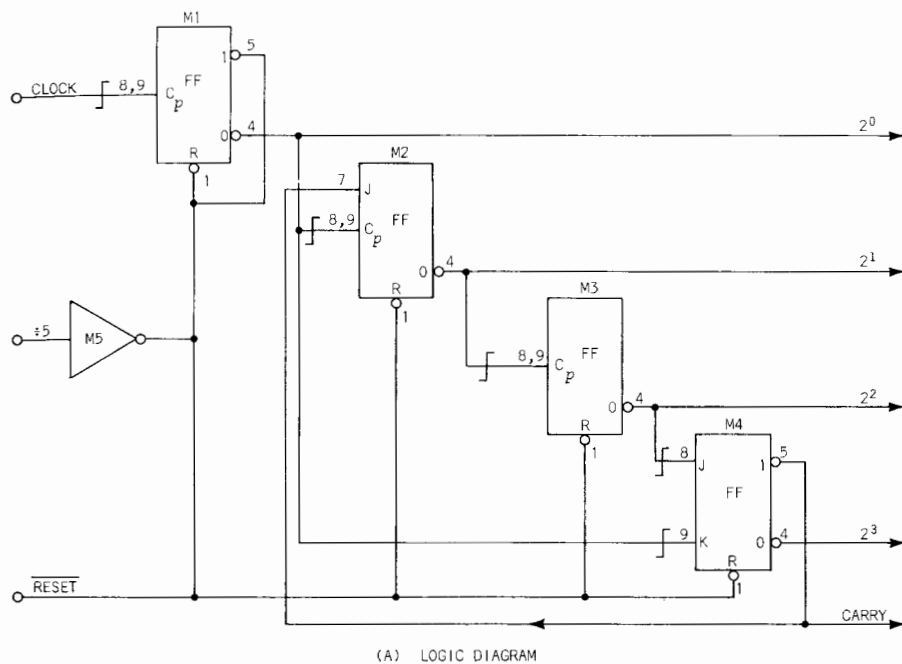 M1
1 5
CLOCK 8,9 Cp FF
0 4 2⁰
R
1
M2
7 J
8,9 Cp FF
0 4 2¹
R
1
M3
÷5 M5
8,9 Cp FF
0 4 2²
R
1
M4
8 J 1 5
FF
9 K 0 4 2³
R
1
RESET
CARRY
(A) LOGIC DIAGRAM